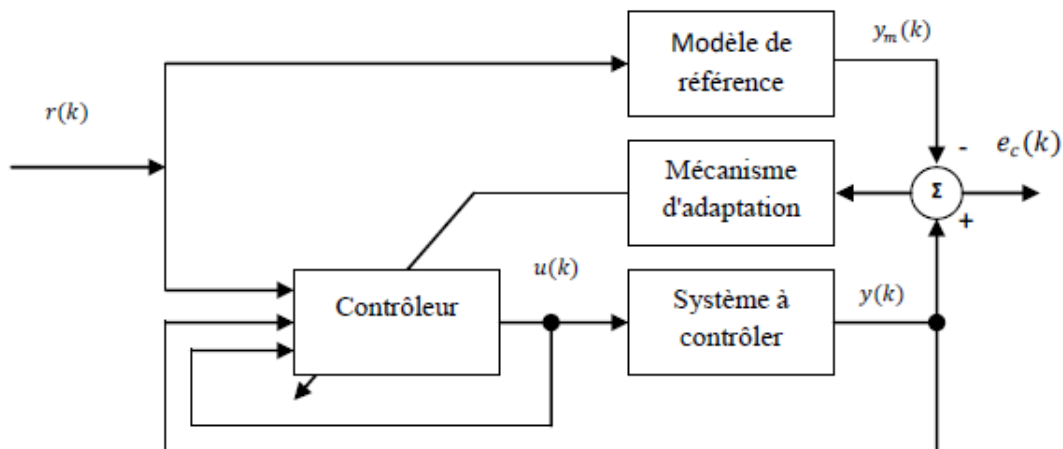 Modèle de
référence
y_m(k)
r(k)
-
e_c(k)
Mécanisme
d'adaptation
Σ
+
u(k)
Contrôleur
Système à
contrôler
y(k)